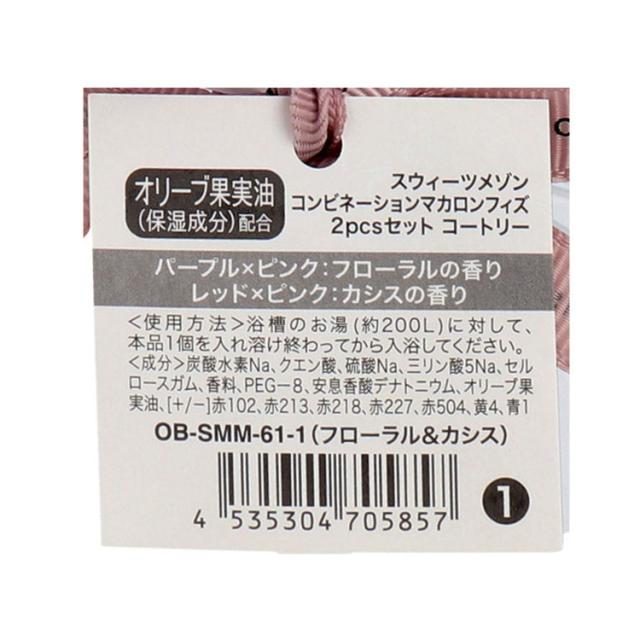 オリーブ果実油
(保湿成分)配合
スウィーツメゾン
コンビネーションマカロンフィズ
2pcsセット コートリー
パープル×ピンク:フローラルの香り
レッド×ピンク:カシスの香り
<使用方法>浴槽のお湯(約200L)に対して、
本品1個を入れ溶け終わってから入浴してください。
<成分>炭酸水素Na、クエン酸、硫酸Na、三リン酸5Na、セル
ロースガム、香料、PEG-8、安息香酸デナトニウム、オリーブ果
実油、[+/-]赤102、赤213、赤218、赤227、赤504、黄4、青1
OB-SMM-61-1(フローラル&カシス)
1
4 535304 705857